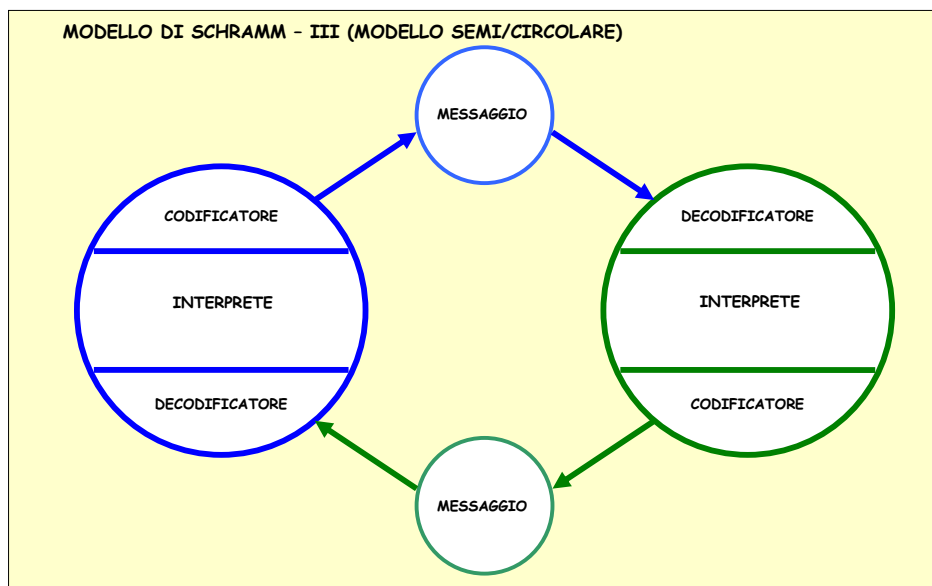 MODELLO DI SCHRAMM – III (MODELLO SEMI/CIRCOLARE)
MESSAGGIO
CODIFICATORE
DECODIFICATORE
INTERPRETE
INTERPRETE
DECODIFICATORE
CODIFICATORE
MESSAGGIO